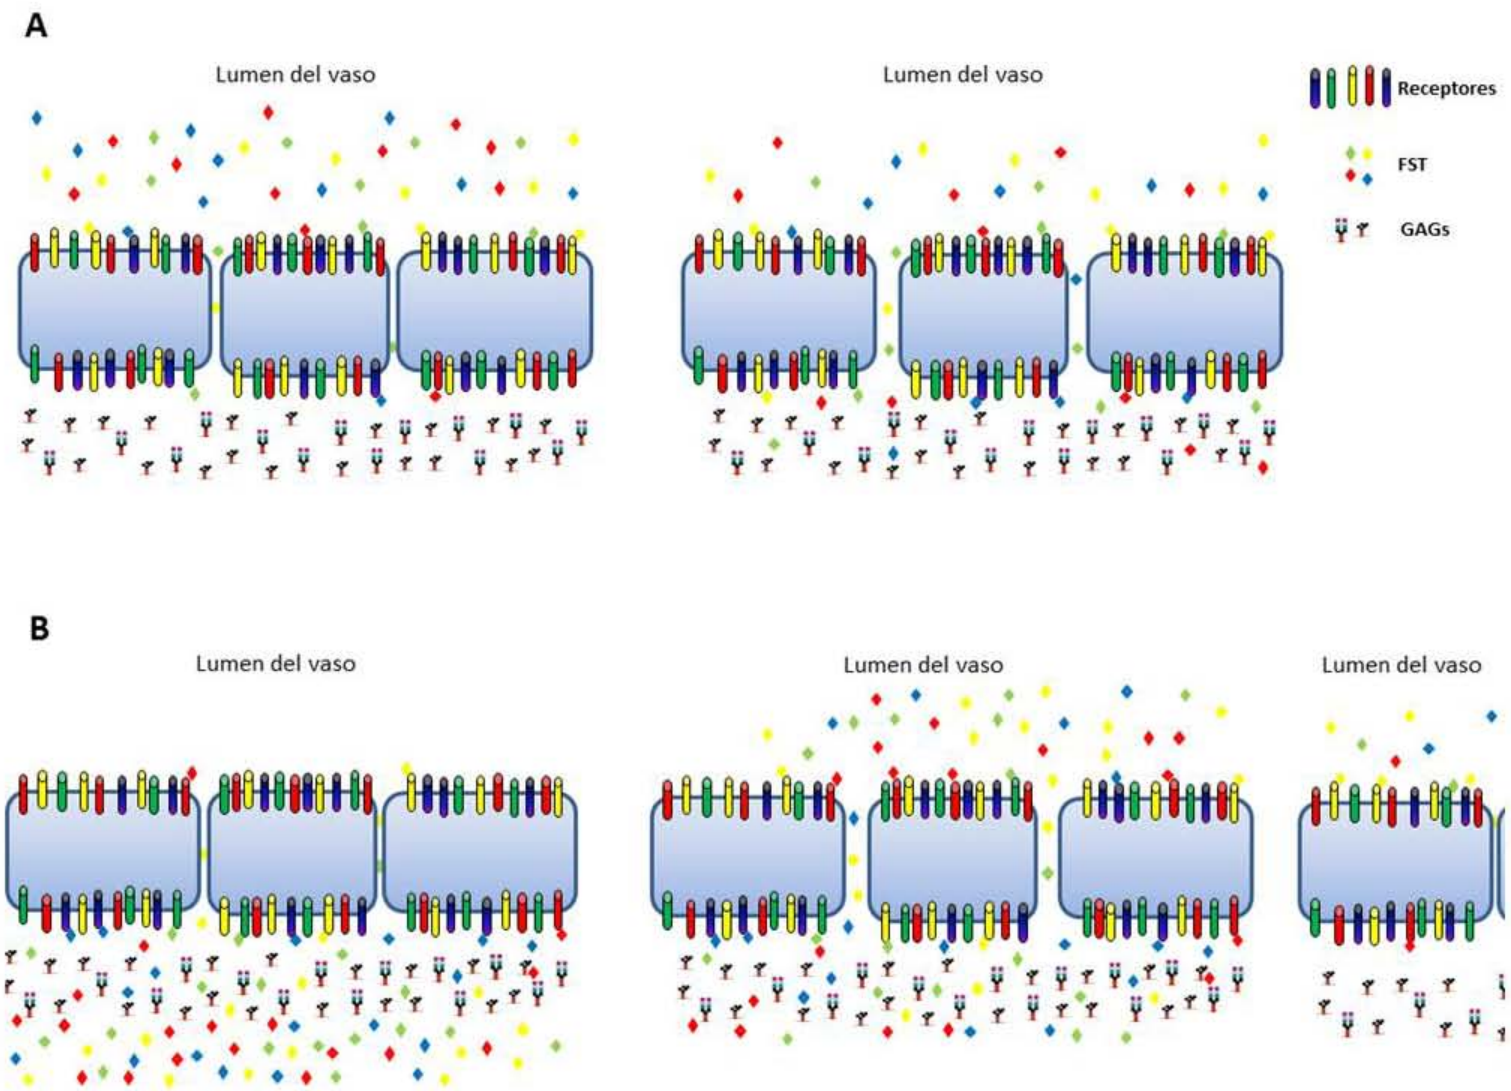 A
Lumen del vaso
Lumen del vaso
Receptores
FST
GAGs
B
Lumen del vaso
Lumen del vaso
Lumen del vaso